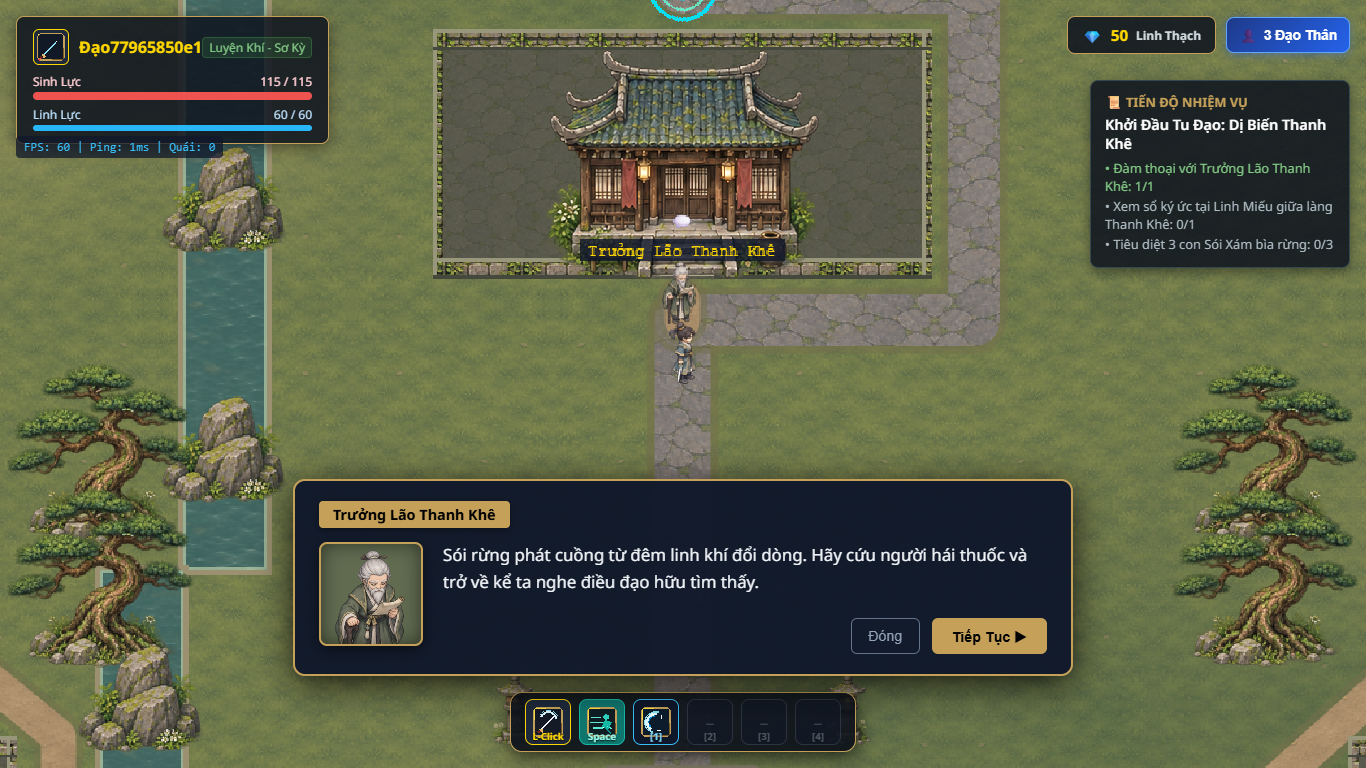 Đạo77965850e1 Luyện Khí - Sơ Kỳ
Sinh Lực 115 / 115
Linh Lực 60 / 60
FPS: 60 | Ping: 1ms | Quái: 0
50 Linh Thạch
3 Đạo Thân
TIẾN ĐỘ NHIỆM VỤ
Khởi Đầu Tu Đạo: Dị Biến Thanh
Khê
• Đàm thoại với Trưởng Lão Thanh
Khê: 1/1
• Xem sổ ký ức tại Linh Miếu giữa làng
Thanh Khê: 0/1
• Tiêu diệt 3 con Sói Xám bìa rừng: 0/3
Trưởng Lão Thanh Khê
Trưởng Lão Thanh Khê
Sói rừng phát cuồng từ đêm linh khí đổi dòng. Hãy cứu người hái thuốc và
trở về kể ta nghe điều đạo hữu tìm thấy.
Đóng
Tiếp Tục ▶
L-Click
Space
[1]
[2]
[3]
[4]